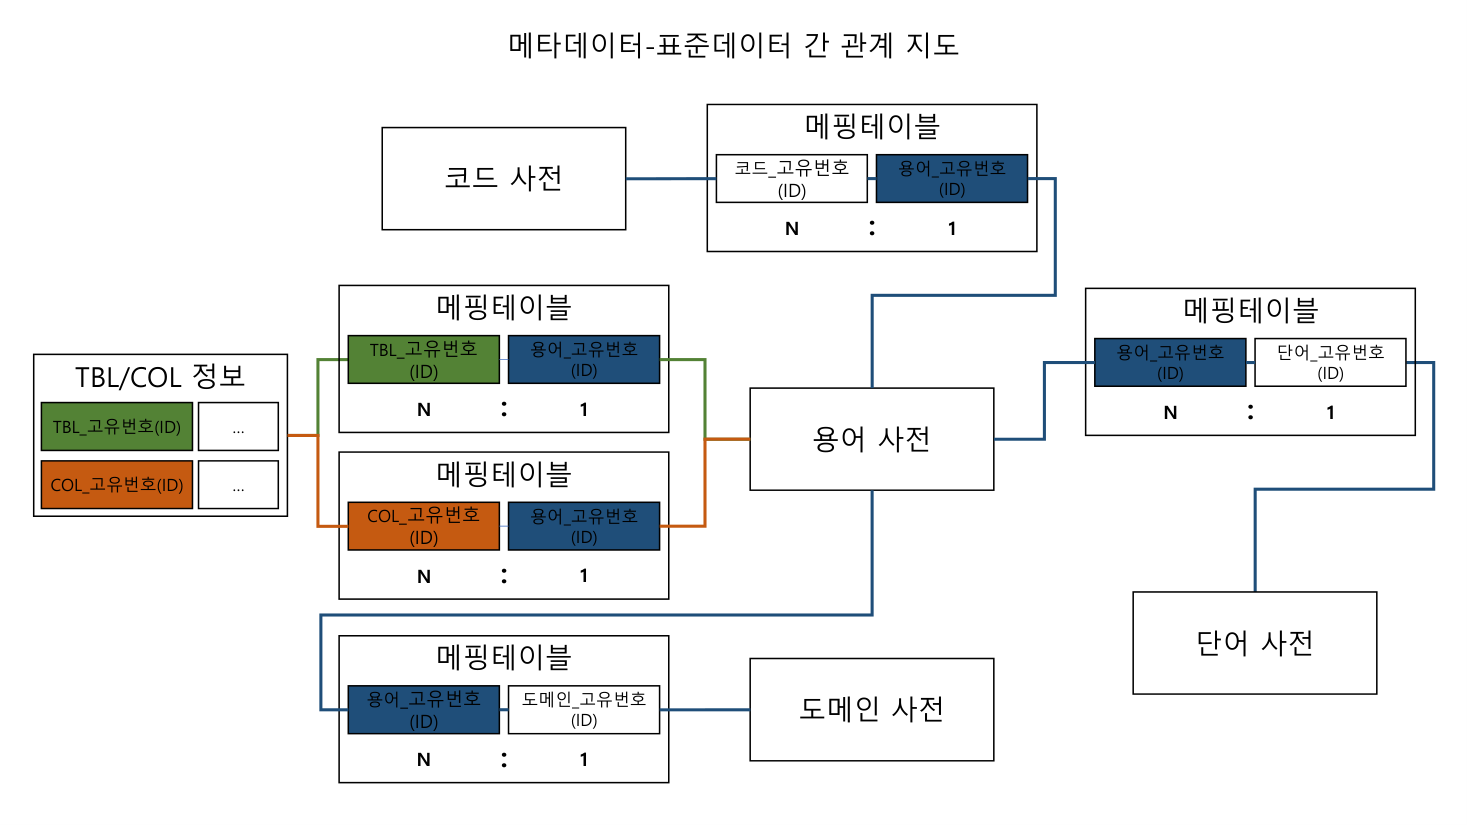 메타데이터-표준데이터 간 관계 지도
코드 사전
메핑테이블
코드_고유번호
(ID)
용어_고유번호
(ID)
N : 1
메핑테이블
TBL_고유번호
(ID)
용어_고유번호
(ID)
N : 1
메핑테이블
용어_고유번호
(ID)
단어_고유번호
(ID)
N : 1
TBL/COL 정보
TBL_고유번호(ID)
...
COL_고유번호(ID)
...
용어 사전
메핑테이블
COL_고유번호
(ID)
용어_고유번호
(ID)
N : 1
단어 사전
메핑테이블
용어_고유번호
(ID)
도메인_고유번호
(ID)
N : 1
도메인 사전